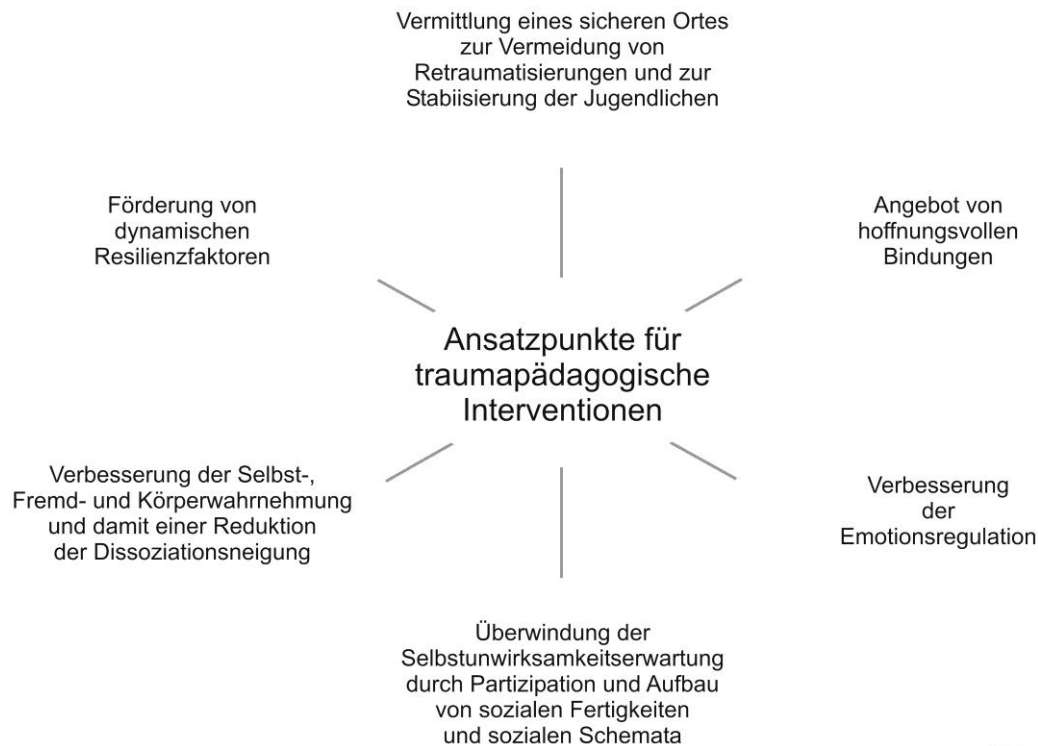 Vermittlung eines sicheren Ortes
zur Vermeidung von
Retraumatisierungen und zur
Stabiisierung der Jugendlichen
Förderung von
dynamischen
Resilienzfaktoren
Angebot von
hoffnungsvollen
Bindungen
Ansatzpunkte für
traumapädagogische
Interventionen
Verbesserung der Selbst-,
Fremd- und Körperwahrnehmung
und damit einer Reduktion
der Dissoziationsneigung
Verbesserung
der
Emotionsregulation
Überwindung der
Selbstunwirksamkeitserwartung
durch Partizipation und Aufbau
von sozialen Fertigkeiten
und sozialen Schemata